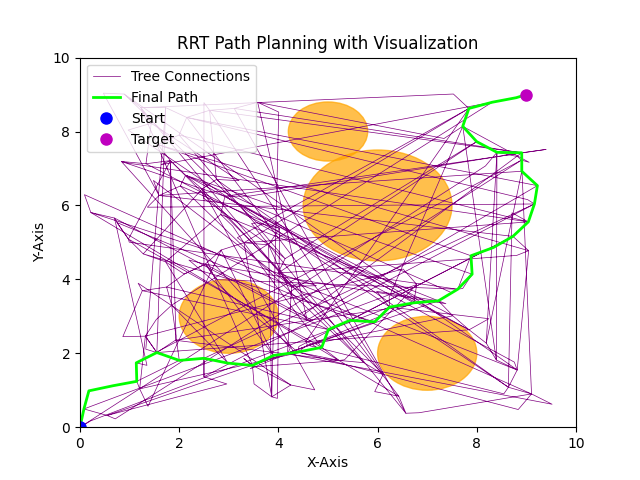 RRT Path Planning with Visualization
Tree Connections
Final Path
Start
Target
Y-Axis
10
8
6
4
2
0
0 2 4 6 8 10
X-Axis